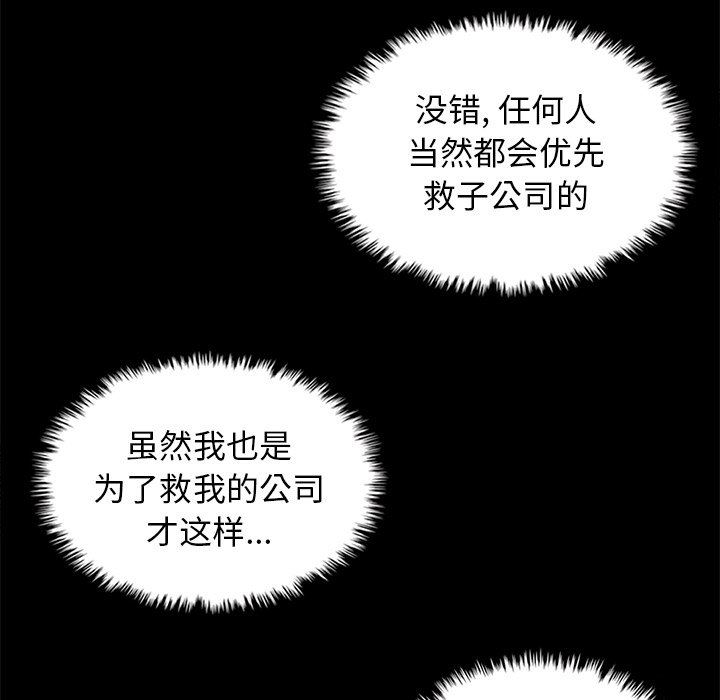 没错, 任何人
当然都会优先
救子公司的
虽然我也是
为了救我的公司
才这样...